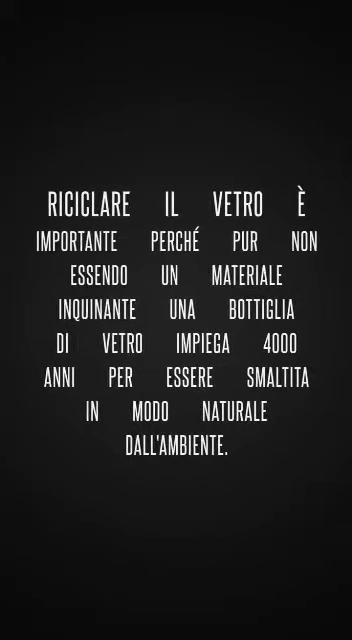 RICICLARE IL VETRO È
IMPORTANTE PERCHÉ PUR NON
ESSENDO UN MATERIALE
INQUINANTE UNA BOTTIGLIA
DI VETRO IMPIEGA 4000
ANNI PER ESSERE SMALTITA
IN MODO NATURALE
DALL'AMBIENTE.